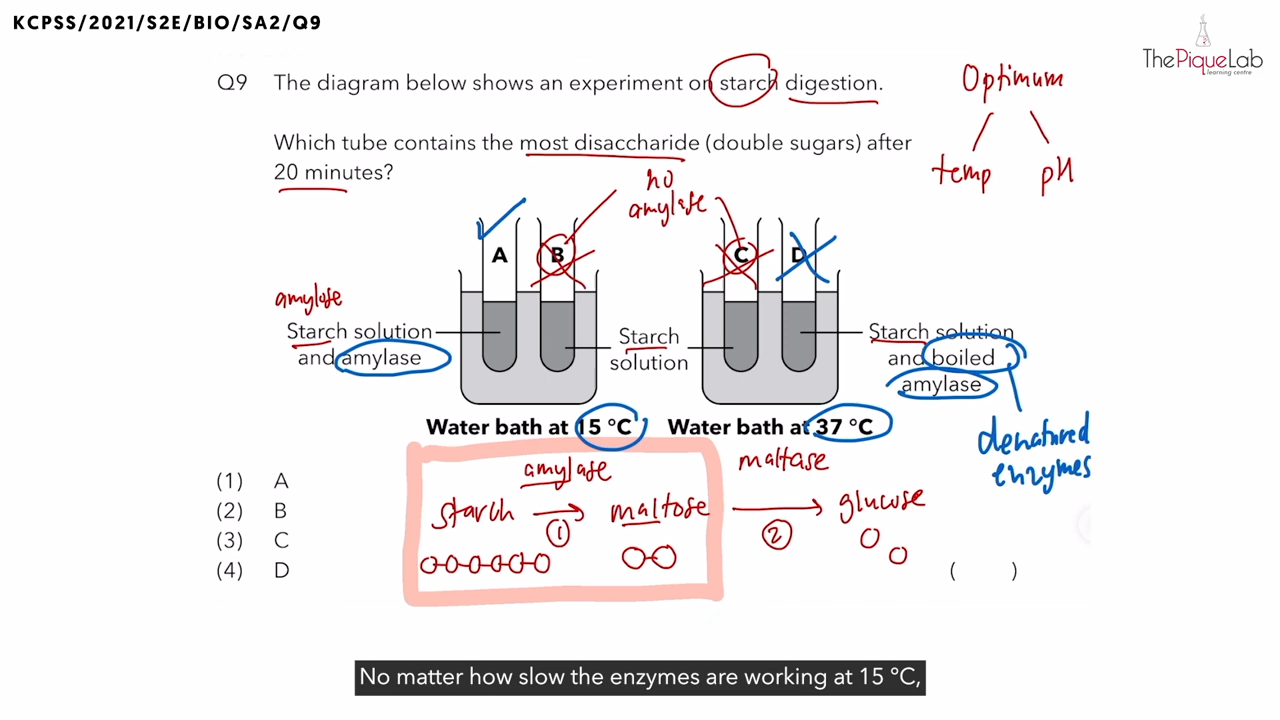 KCPSS/2021/S2E/BIO/SA2/Q9
ThePiqueLab
learning centre
Q9 The diagram below shows an experiment on starch digestion.
Which tube contains the most disaccharide (double sugars) after
20 minutes?
Optimum
temp pH
no
amylase
A B C D
amylose
Starch solution
and amylase
Starch
solution
Starch solution
and boiled
amylase
Water bath at 15 °C Water bath at 37 °C
denatured
enzymes
(1) A
(2) B
(3) C
(4) D
amylase maltase
starch maltose glucose
1 2
( )
No matter how slow the enzymes are working at 15 °C,